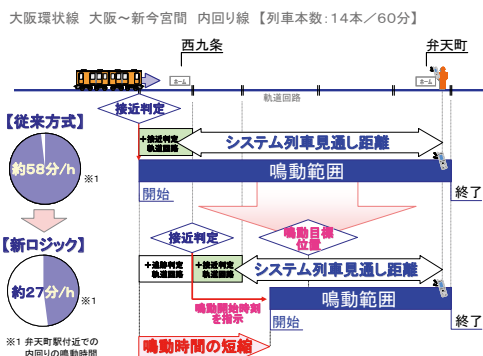 大阪環状線 大阪～新今宮間 内回り線 【列車本数：14本／60分】
西九条
弁天町
ホーム
ホーム
軌道回路
接近判定
【従来方式】
＋接近判定
軌道回路
システム列車見通し距離
約58分/h
※1
鳴動範囲
開始
終了
接近判定
鳴動目標
位置
【新ロジック】
＋追跡判定
軌道回路
＋接近判定
軌道回路
システム列車見通し距離
約27分/h
※1
鳴動開始時刻
を指示
鳴動範囲
開始
終了
鳴動時間の短縮
※1 弁天町駅付近での
内回りの鳴動時間